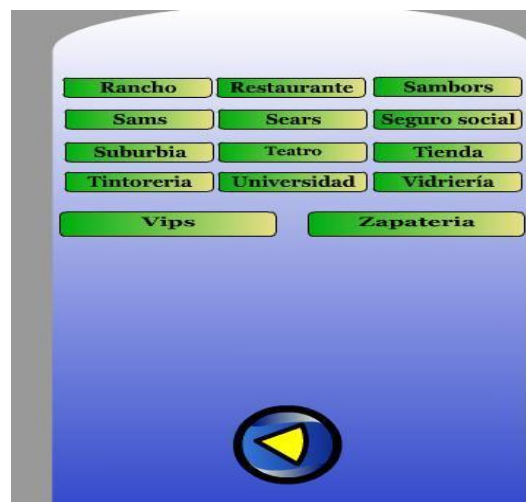 Rancho Restaurante Sambors
Sams Sears Seguro social
Suburbia Teatro Tienda
Tintoreria Universidad Vidriería
Vips Zapateria